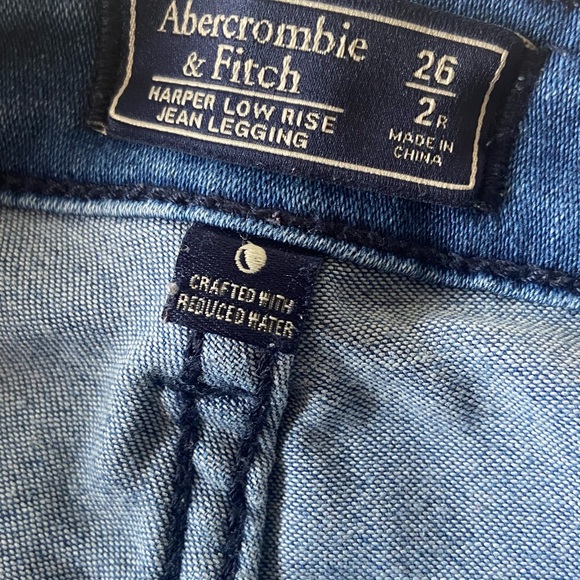 Abercrombie
& Fitch
HARPER LOW RISE
JEAN LEGGING
26
2R
MADE IN
CHINA
CRAFTED WITH
REDUCED WATER